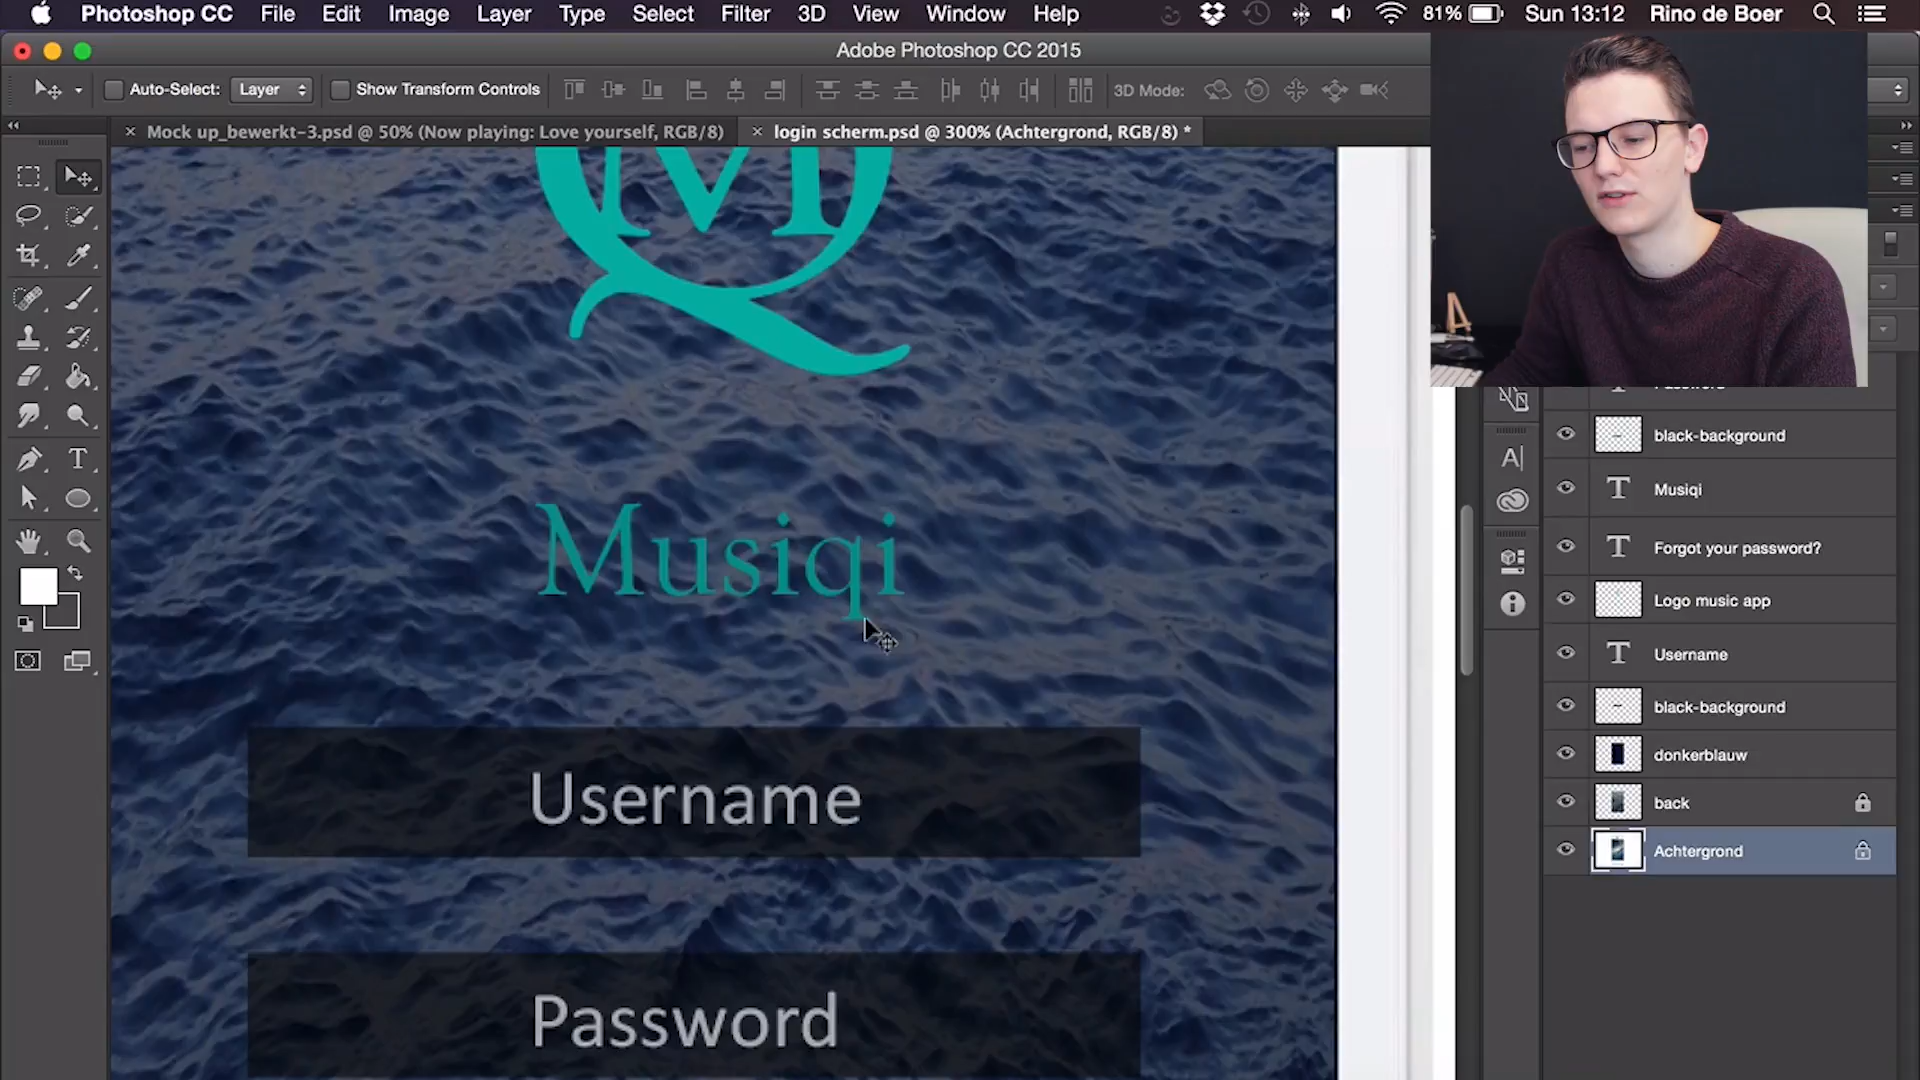 Photoshop CC File Edit Image Layer Type Select Filter 3D View Window Help 81% Sun 13:12 Rino de Boer
Adobe Photoshop CC 2015
Auto-Select: Layer Show Transform Controls 3D Mode:
Mock up_bewerkt-3.psd @ 50% (Now playing: Love yourself, RGB/8) login scherm.psd @ 300% (Achtergrond, RGB/8) *
MQ
Musiqi
Username
Password
black-background
Musiqi
Forgot your password?
Logo music app
Username
black-background
donkerblauw
back
Achtergrond